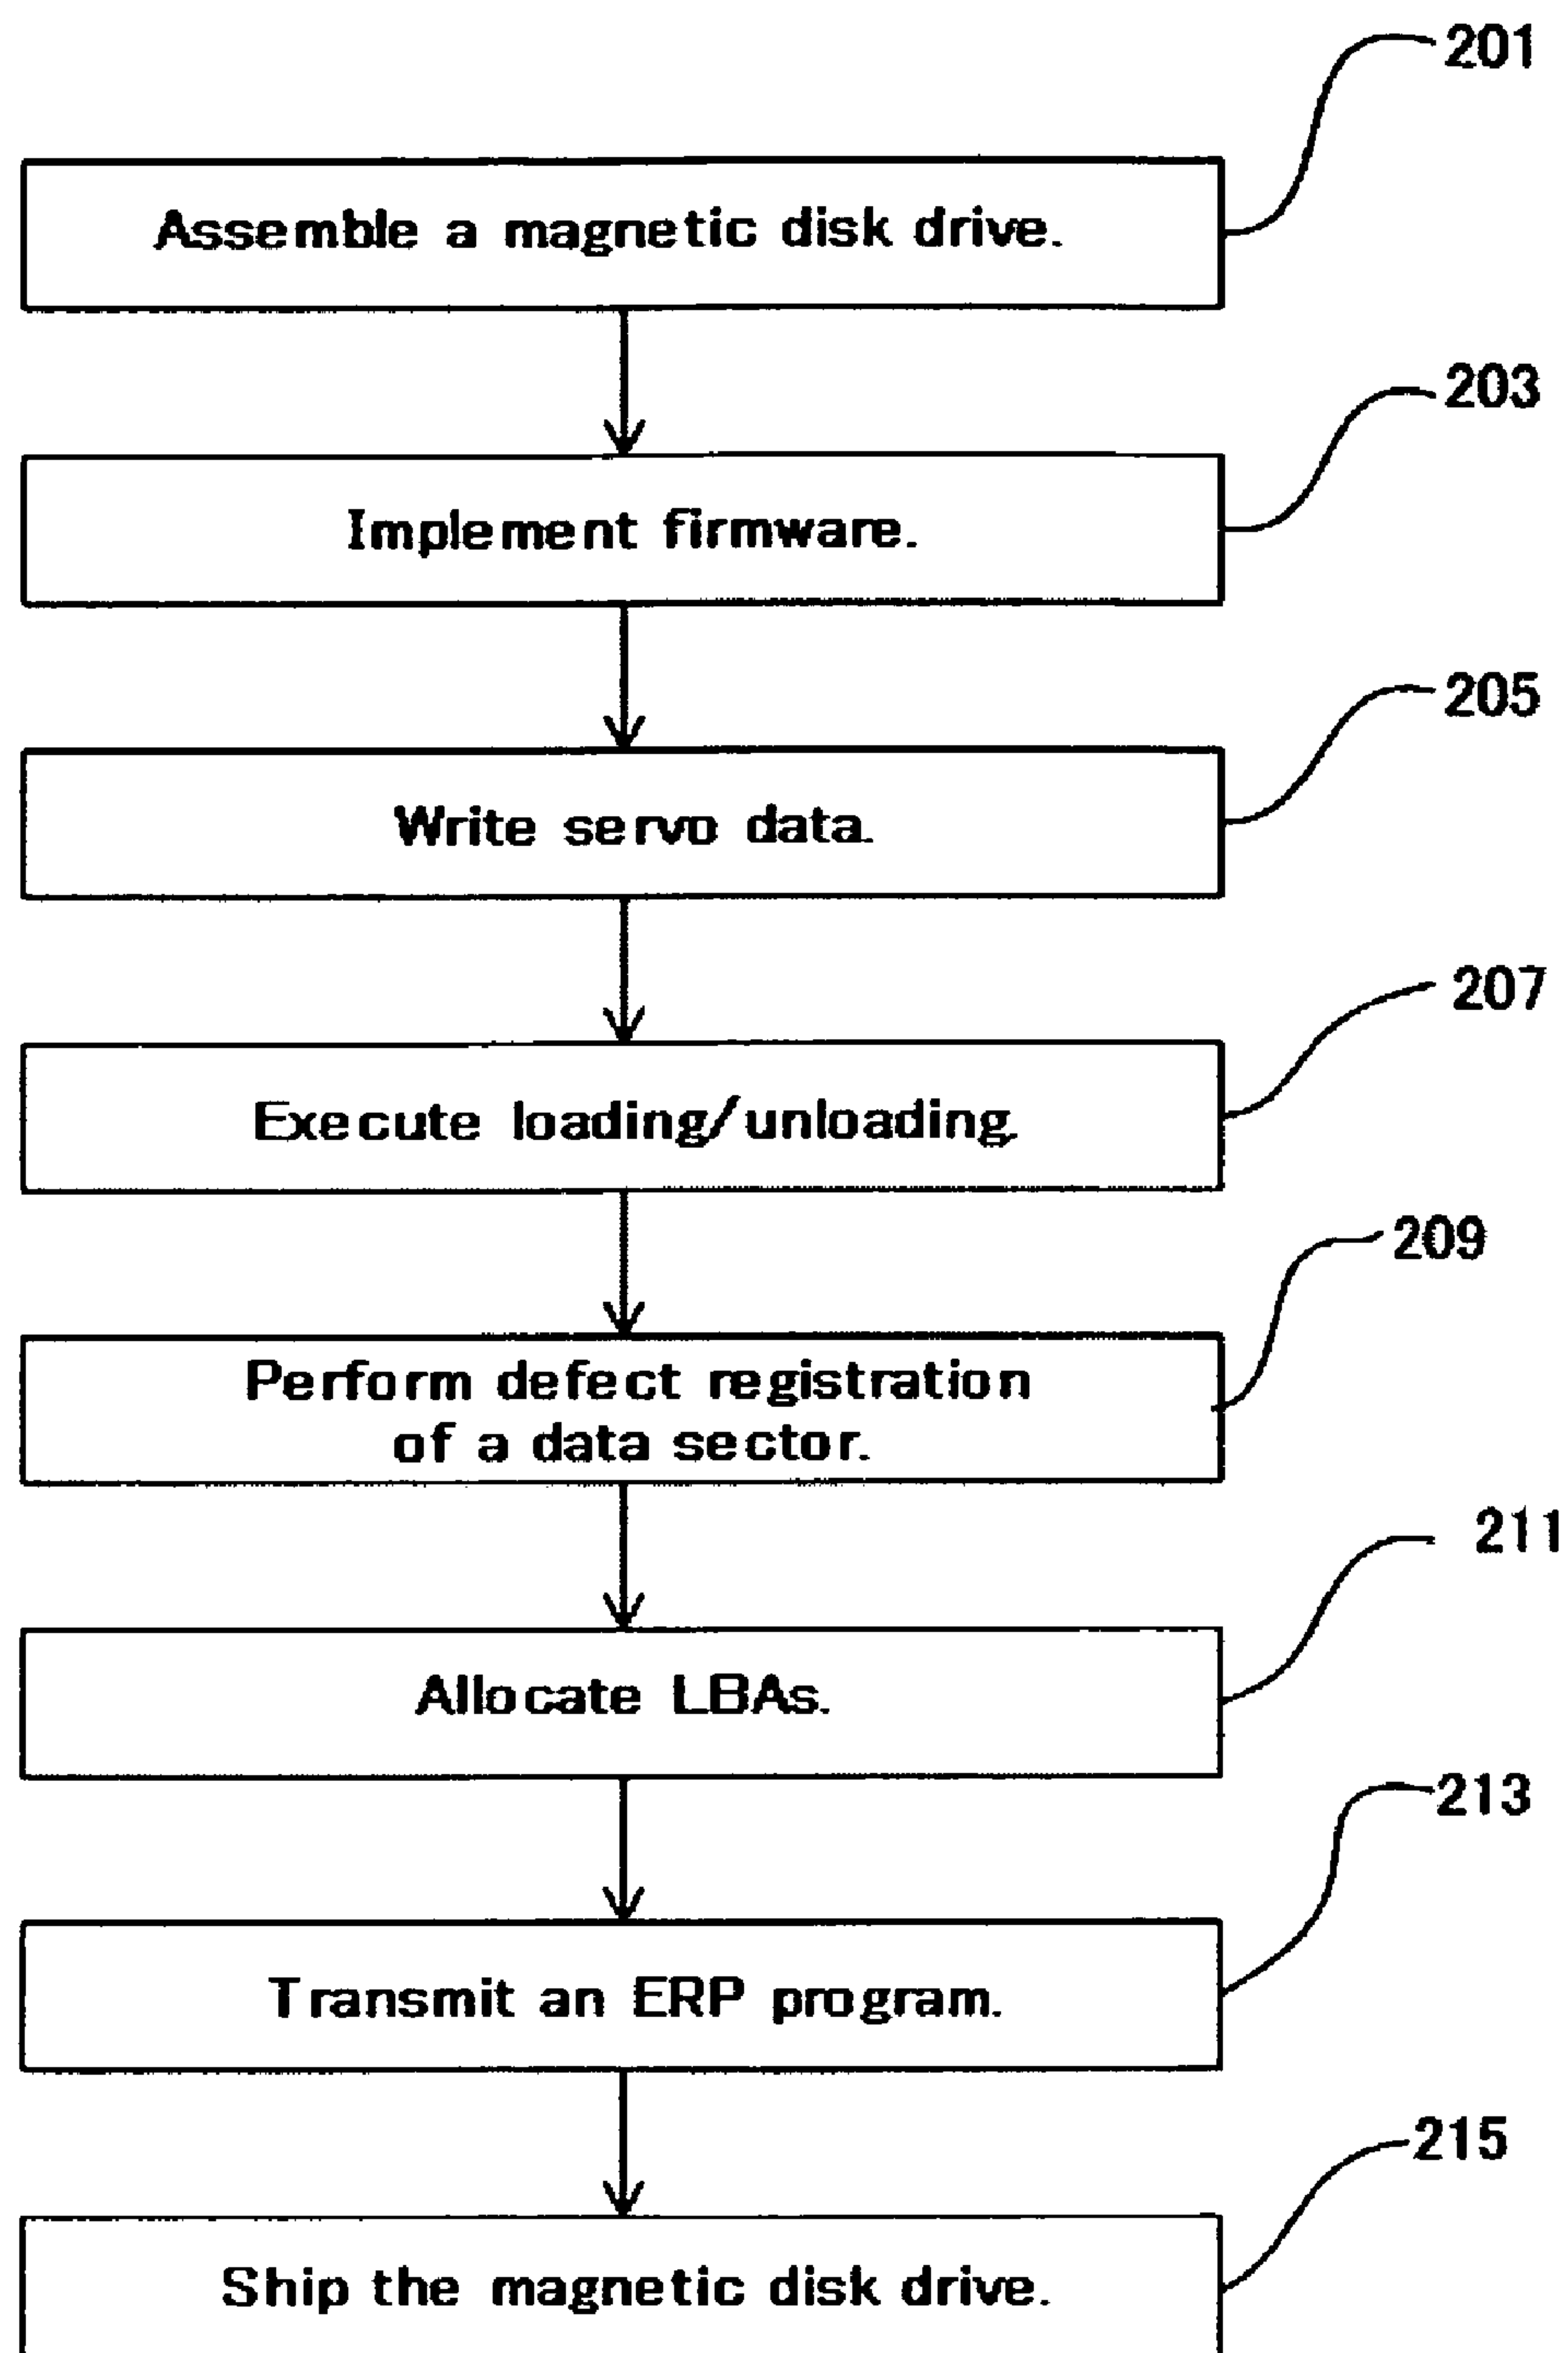 201
Assemble a magnetic disk drive.
203
Implement firmware.
205
Write servo data.
207
Execute loading/unloading.
209
Perform defect registration
of a data sector.
211
Allocate LBAs.
213
Transmit an ERP program.
215
Ship the magnetic disk drive.